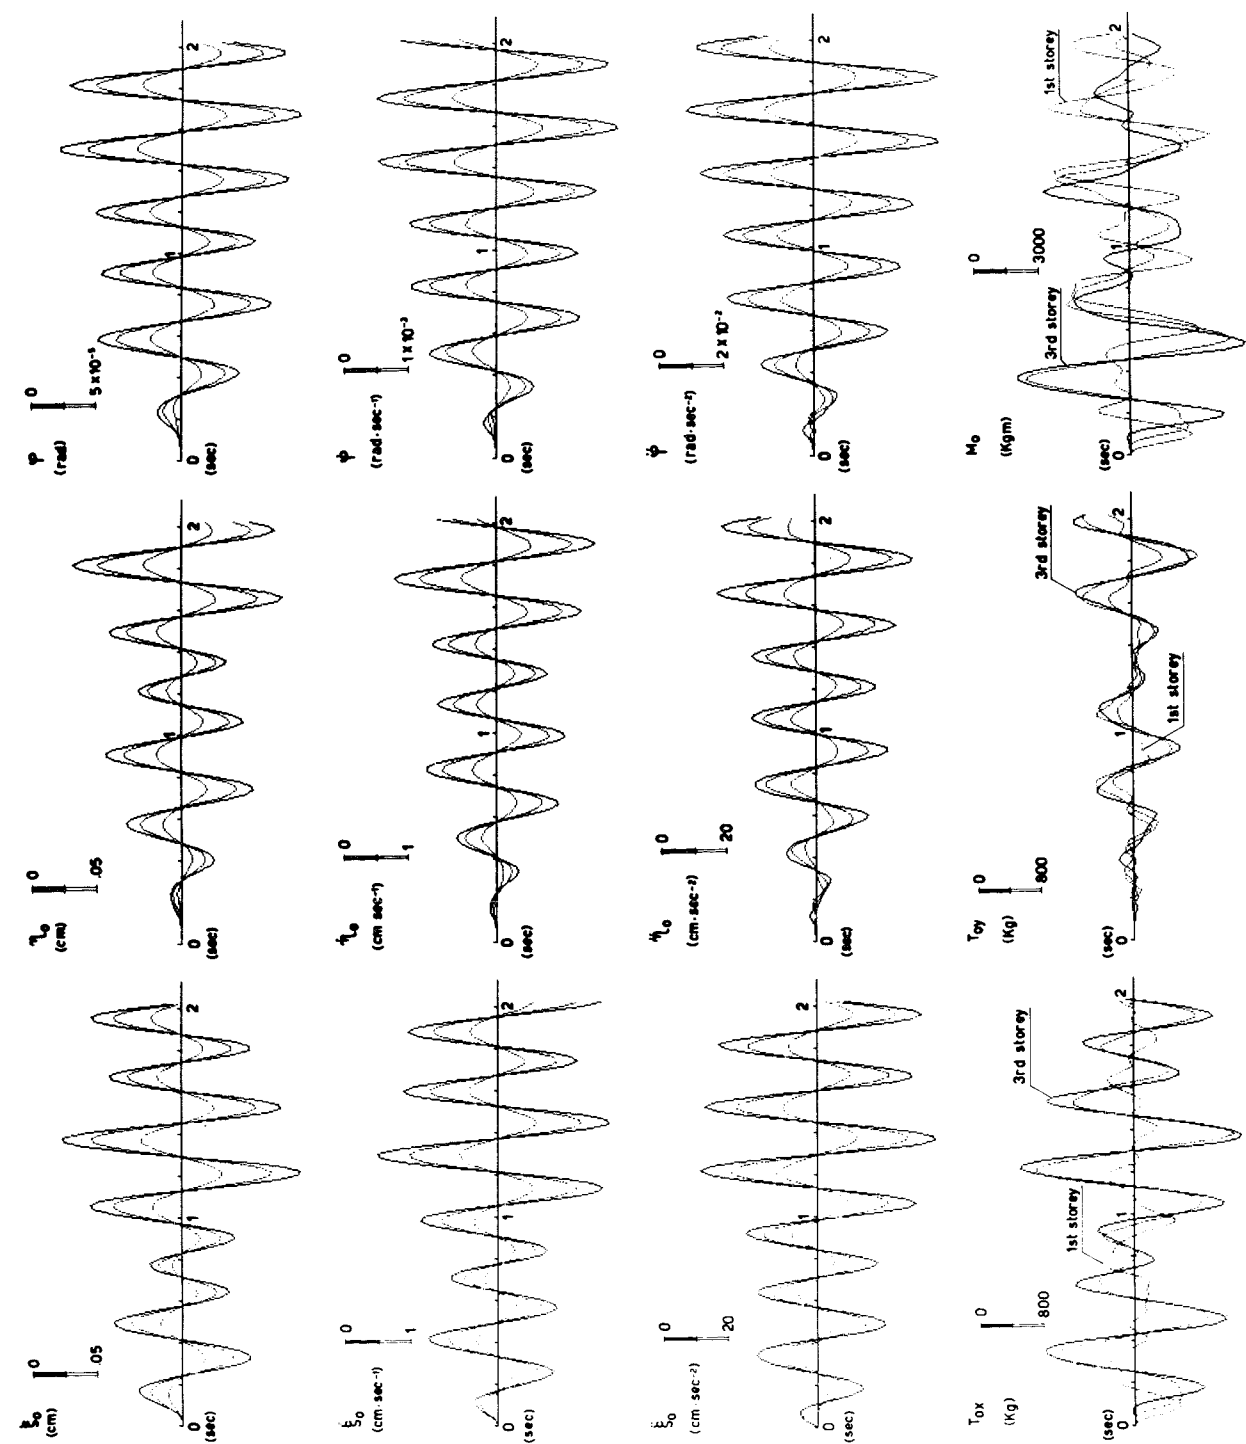 ξ₀
(cm)
0
.05
0
(sec)
1
2
η₀
(cm)
0
.05
0
(sec)
1
2
φ
(rad)
0
5 x 10⁻⁵
0
(sec)
1
2
ξ̇₀
(cm·sec⁻¹)
0
1
0
(sec)
1
2
η̇₀
(cm sec⁻¹)
0
1
0
(sec)
1
2
φ̇
(rad·sec⁻¹)
0
1 x 10⁻³
0
(sec)
1
2
ξ̈₀
(cm·sec⁻²)
0
20
0
(sec)
1
2
η̈₀
(cm·sec⁻²)
0
20
0
(sec)
1
2
φ̈
(rad·sec⁻²)
0
2 x 10⁻²
0
(sec)
1
2
Tox
(Kg)
0
800
1st storey
3rd storey
(sec)
0
1
2
Toy
(Kg)
0
800
3rd storey
1st storey
(sec)
0
1
2
Mo
(Kgm)
0
3000
3rd storey
1st storey
(sec)
0
1
2